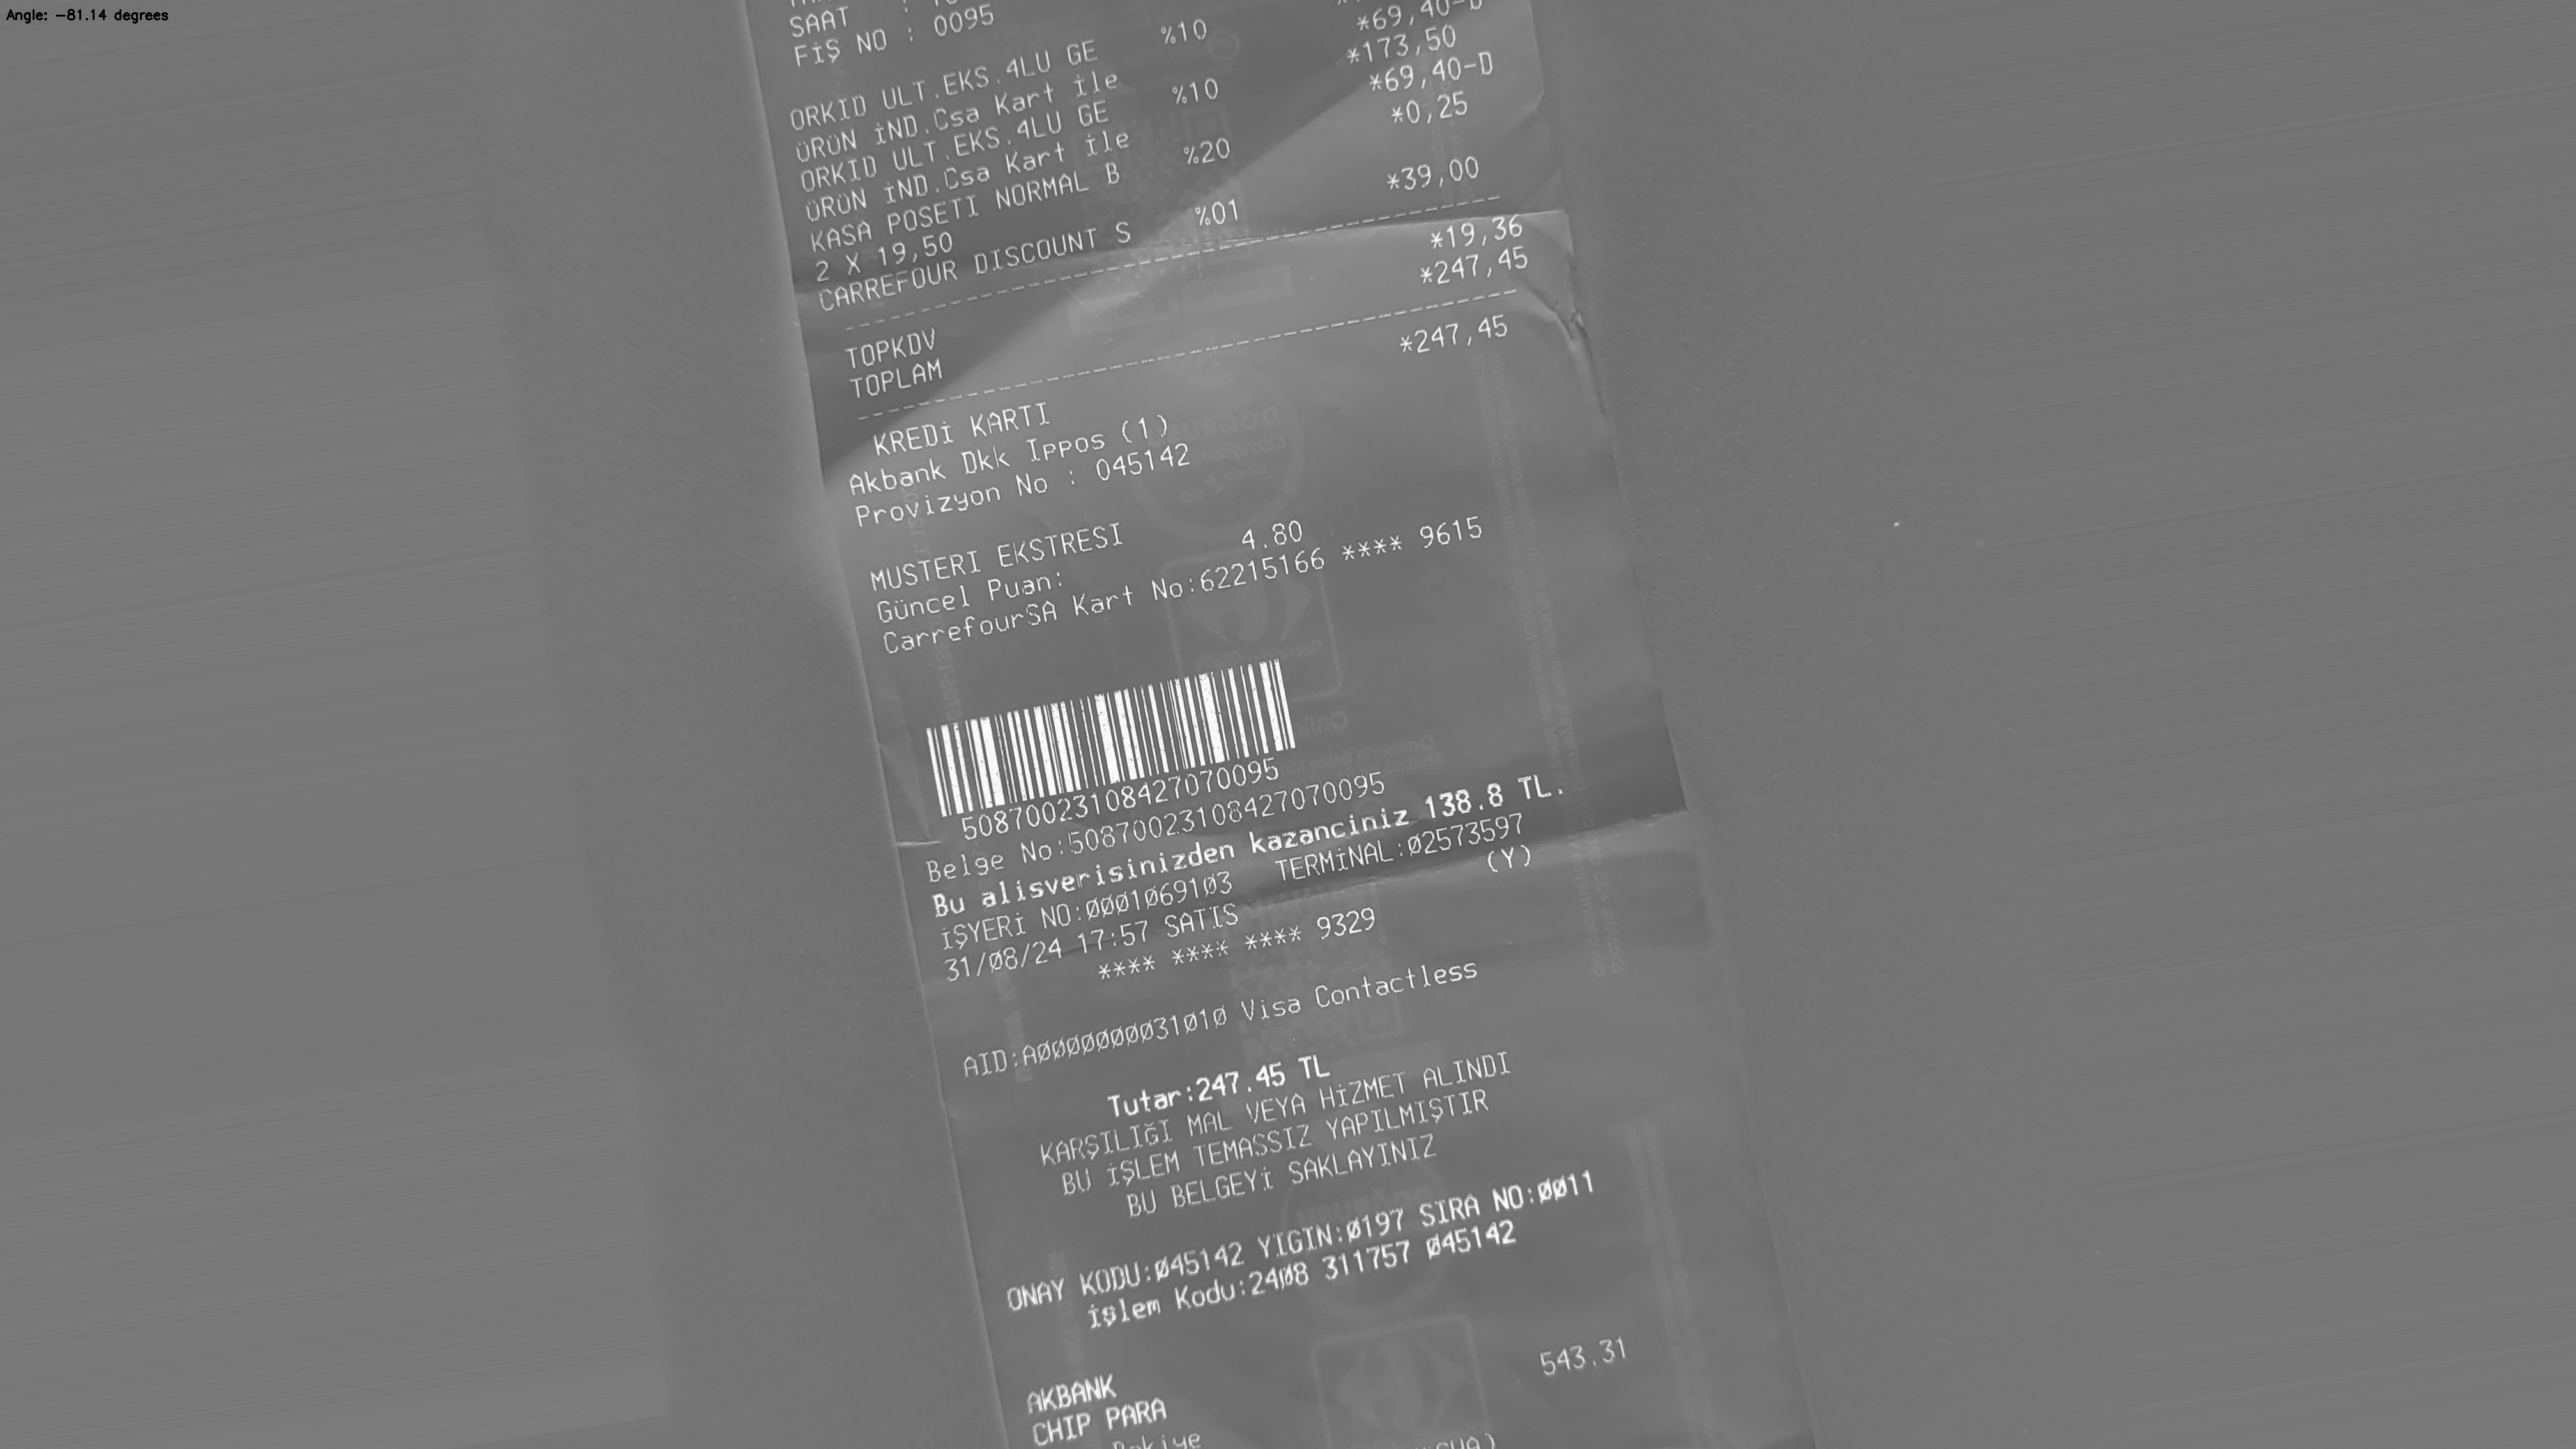 Angle: −81.14 degrees
SAAT :
FİŞ NO : 0095
ORKID ULT.EKS.4LU GE %10
ÜRÜN İND.Csa Kart İle *69,40-D
ORKID ULT.EKS.4LU GE %10 *173,50
ÜRÜN İND.Csa Kart İle *69,40-D
KASA POSETI NORMAL B %20 *0,25
2 X 19,50
CARREFOUR DISCOUNT S %01 *39,00
TOPKDV *19,36
TOPLAM *247,45
KREDİ KARTI *247,45
Akbank Dkk Ippos (1)
Provizyon No : 045142
MUSTERI EKSTRESI
Güncel Puan: 4.80
CarrefourSA Kart No:62215166 **** 9615
50870023108427070095
Belge No:50870023108427070095
Bu alisverisinizden kazanciniz 138.8 TL.
İŞYERİ NO:0001069103 TERMİNAL:02573597
31/08/24 17:57 SATIS (Y)
**** **** **** 9329
AID:A0000000031010 Visa Contactless
Tutar:247.45 TL
KARŞILIĞI MAL VEYA HİZMET ALINDI
BU İŞLEM TEMASSIZ YAPILMIŞTIR
BU BELGEYİ SAKLAYINIZ
ONAY KODU:045142 YIGIN:0197 SIRA NO:0011
İşlem Kodu:2408 311757 045142
AKBANK
CHIP PARA 543.31